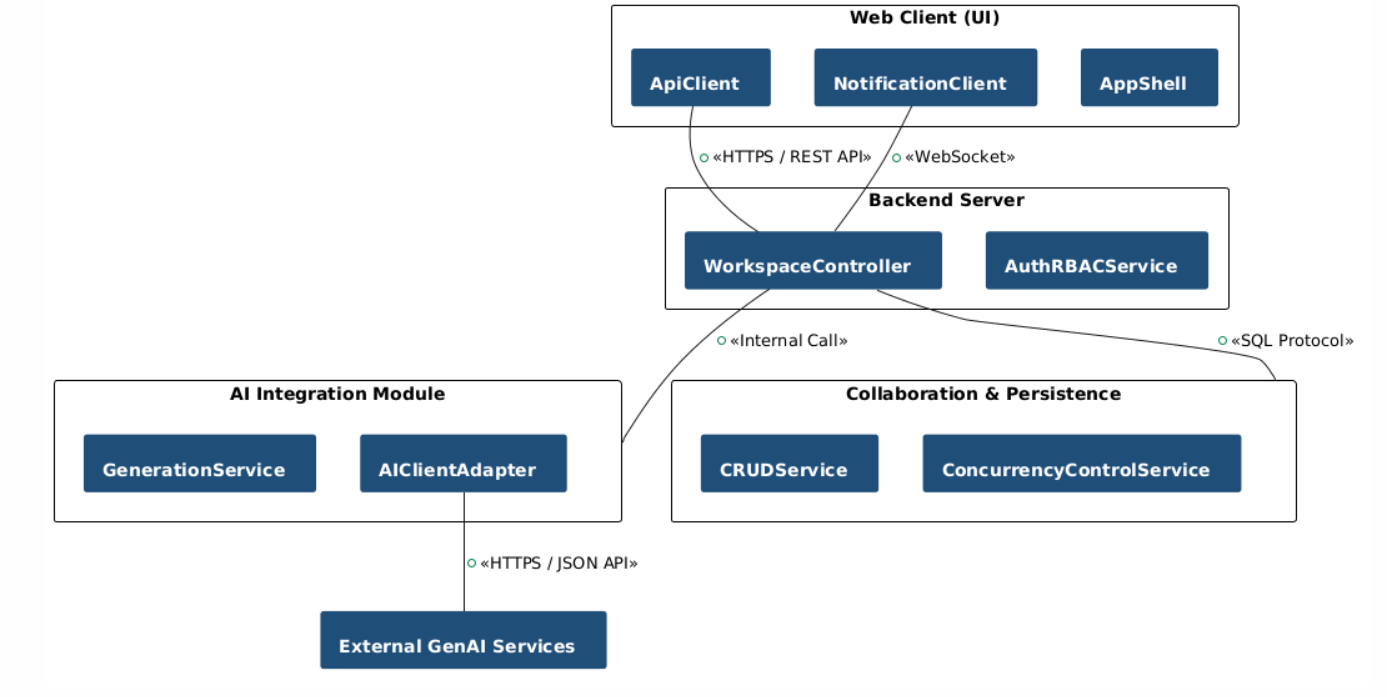 Web Client (UI)
ApiClient
NotificationClient
AppShell
«HTTPS / REST API»
«WebSocket»
Backend Server
WorkspaceController
AuthRBACService
«Internal Call»
«SQL Protocol»
AI Integration Module
Collaboration & Persistence
GenerationService
AIClientAdapter
CRUDService
ConcurrencyControlService
«HTTPS / JSON API»
External GenAI Services